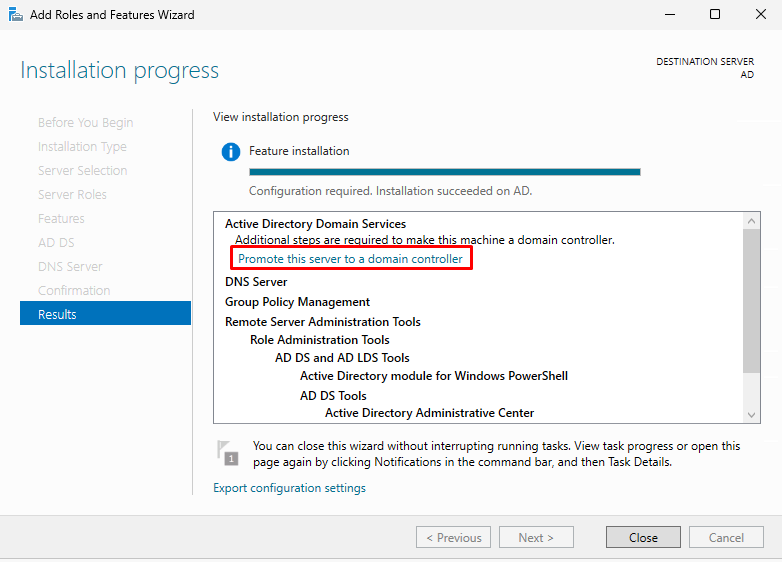 Add Roles and Features Wizard
Installation progress
DESTINATION SERVER
AD
Before You Begin
Installation Type
Server Selection
Server Roles
Features
AD DS
DNS Server
Confirmation
Results
View installation progress
Feature installation
Configuration required. Installation succeeded on AD.
Active Directory Domain Services
Additional steps are required to make this machine a domain controller.
Promote this server to a domain controller
DNS Server
Group Policy Management
Remote Server Administration Tools
Role Administration Tools
AD DS and AD LDS Tools
Active Directory module for Windows PowerShell
AD DS Tools
Active Directory Administrative Center
1
You can close this wizard without interrupting running tasks. View task progress or open this
page again by clicking Notifications in the command bar, and then Task Details.
Export configuration settings
< Previous
Next >
Close
Cancel